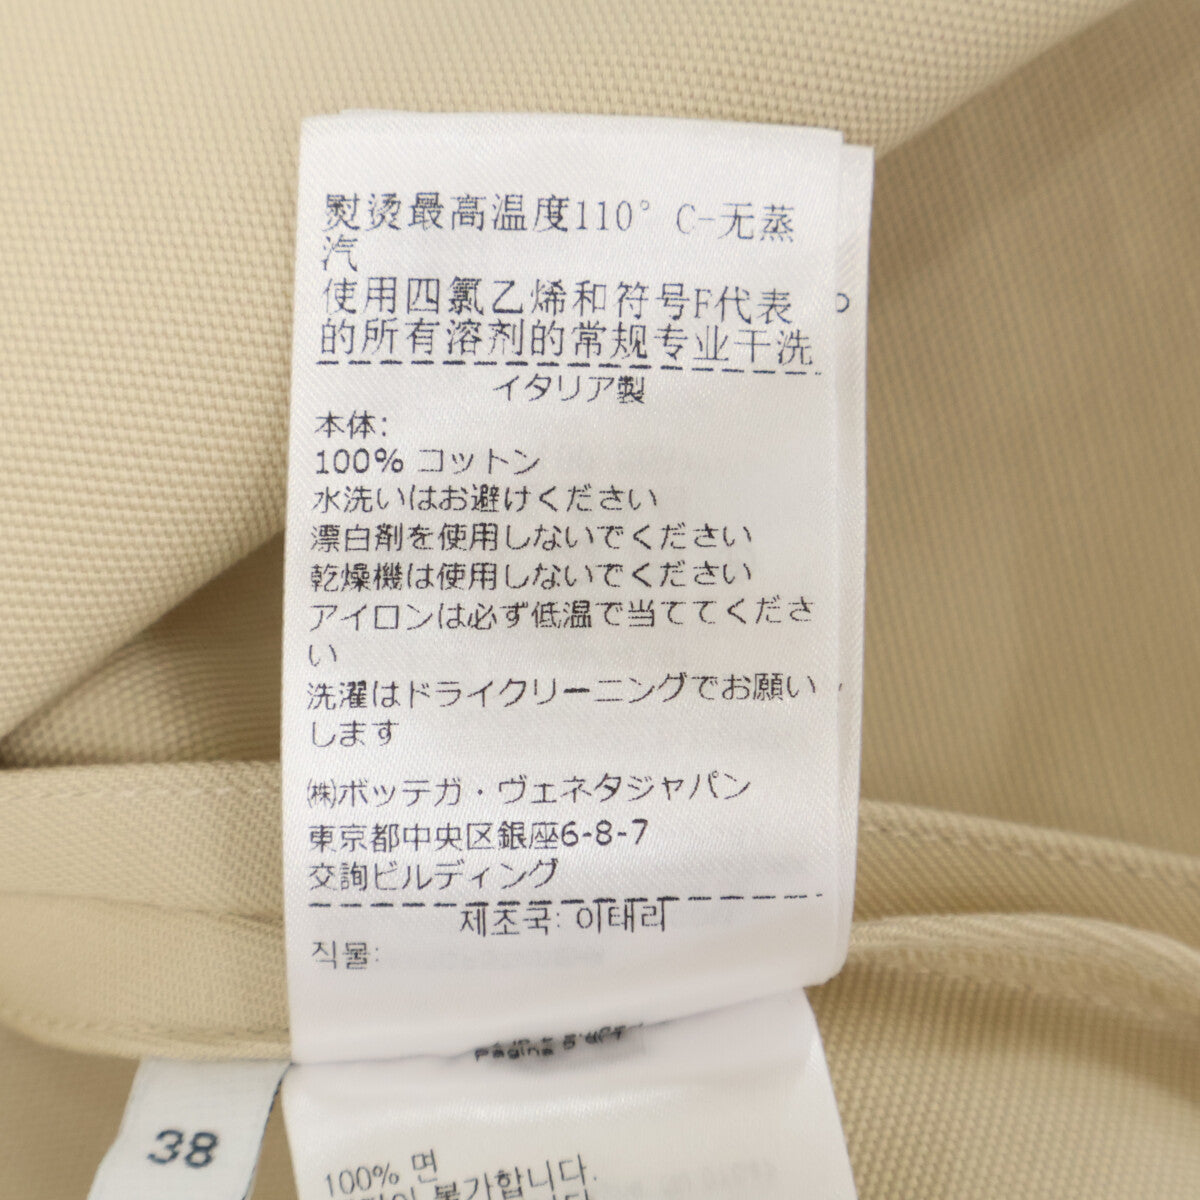 熨烫最高温度110° C-无蒸
汽
使用四氯乙烯和符号F代表
的所有溶剂的常规专业干洗
イタリア製
本体:
100% コットン
水洗いはお避けください
漂白剤を使用しないでください
乾燥機は使用しないでください
アイロンは必ず低温で当ててくださ
い
洗濯はドライクリーニングでお願い
します
㈱ボッテガ・ヴェネタジャパン
東京都中央区銀座6-8-7
交詢ビルディング
제조국: 이태리
직물:
Pagina
38
100% 면
불가합니다.